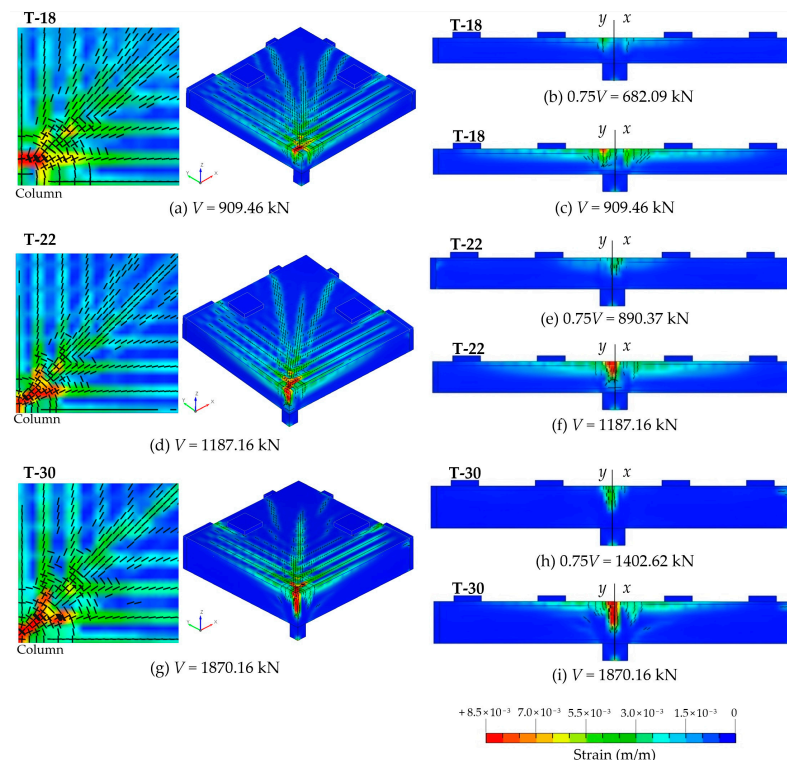 T-18
Column
(a) V = 909.46 kN
T-18
y x
(b) 0.75V = 682.09 kN
T-18
(c) V = 909.46 kN
T-22
Column
(d) V = 1187.16 kN
T-22
y x
(e) 0.75V = 890.37 kN
T-22
y x
(f) V = 1187.16 kN
T-30
Column
(g) V = 1870.16 kN
T-30
y x
(h) 0.75V = 1402.62 kN
T-30
y x
(i) V = 1870.16 kN
+8.5×10⁻³ 7.0×10⁻³ 5.5×10⁻³ 3.0×10⁻³ 1.5×10⁻³ 0
Strain (m/m)